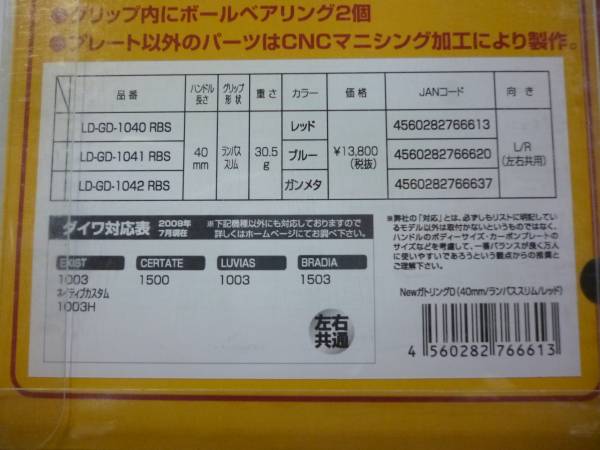 ●グリップ内にボールベアリング2個
●プレート以外のパーツはCNCマニシング加工により製作。
品番 ハンドル長さ グリップ形状 重さ カラー 価格 JANコード 向き
LD-GD-1040 RBS レッド 4560282766613
LD-GD-1041 RBS 40mm ランバススリム 30.5g ブルー ¥13,800(税抜) 4560282766620 L/R(左右共用)
LD-GD-1042 RBS ガンメタ 4560282766637
ダイワ対応表 2009年7月現在 ※下記機種以外にも対応しておりますので詳しくはホームページにてお調べ下さい。
EXIST CERTATE LUVIAS BRADIA
1003 1500 1003 1503
ネイティブカスタム
1003H
左右共通
※弊社の「対応」とは、必ずしもリストに明記している
モデル以外は取付かないというものではなく、
ハンドルのボディーサイズ・カーボンプレートの
サイズなどを考慮して、一番バランスが良く万人
に使いやすいであろうという観点からの推奨と
ご理解下さい。
NewガトリングD(40mm/ランバススリム/レッド)
4 560282 766613